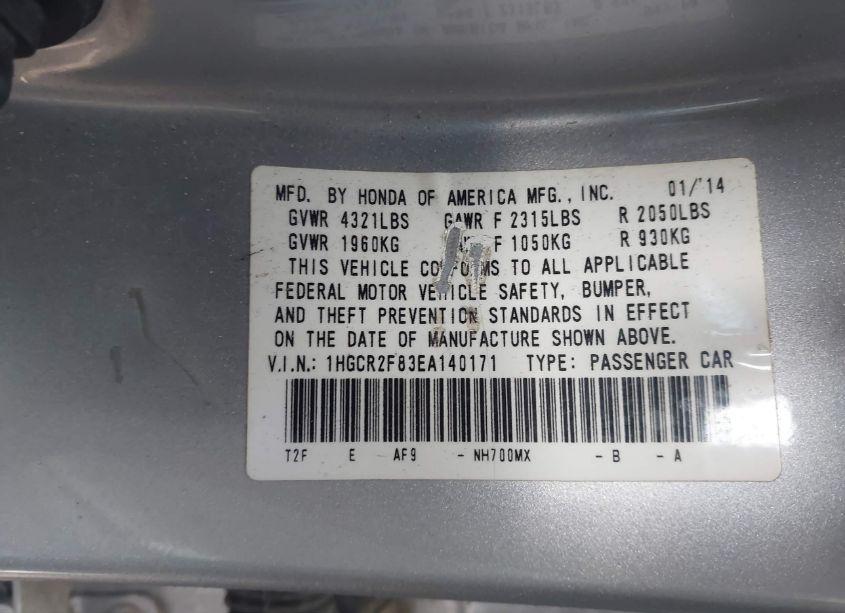 MFD. BY HONDA OF AMERICA MFG., INC. 01/'14
GVWR 4321LBS GAWR F 2315LBS R 2050LBS
GVWR 1960KG F 1050KG R 930KG
THIS VEHICLE CONFORMS TO ALL APPLICABLE
FEDERAL MOTOR VEHICLE SAFETY, BUMPER,
AND THEFT PREVENTION STANDARDS IN EFFECT
ON THE DATE OF MANUFACTURE SHOWN ABOVE.
V.I.N.: 1HGCR2F83EA140171 TYPE: PASSENGER CAR
T2F E AF9 - NH700MX - B - A